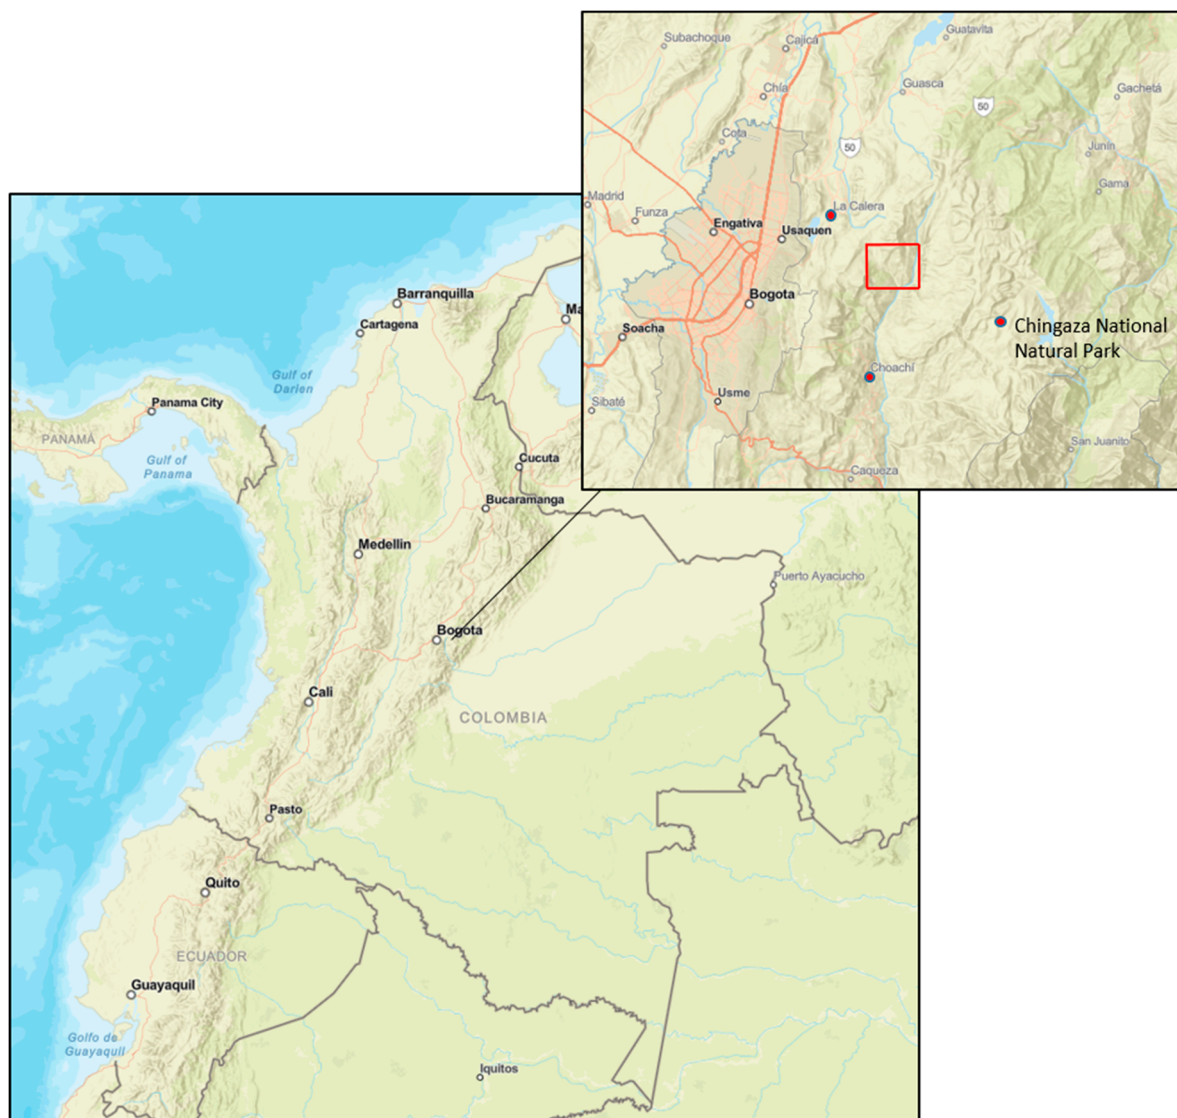 Subachoque
Cajicá
Guatavita
Chía
Guasca
50
Gachetá
Cota
50
Junín
Madrid
Funza
La Calera
Gama
Engativa
Usaquen
Bogota
Soacha
Chingaza National
Natural Park
Choachí
Sibaté
Usme
San Juanito
Caqueza
Barranquilla
Ma
Cartagena
Gulf of
Darien
Panama City
PANAMÁ
Gulf of
Panama
Cucuta
Bucaramanga
Medellin
Puerto Ayacucho
Bogota
Cali
COLOMBIA
Pasto
Quito
ECUADOR
Guayaquil
Golfo de
Guayaquil
Iquitos